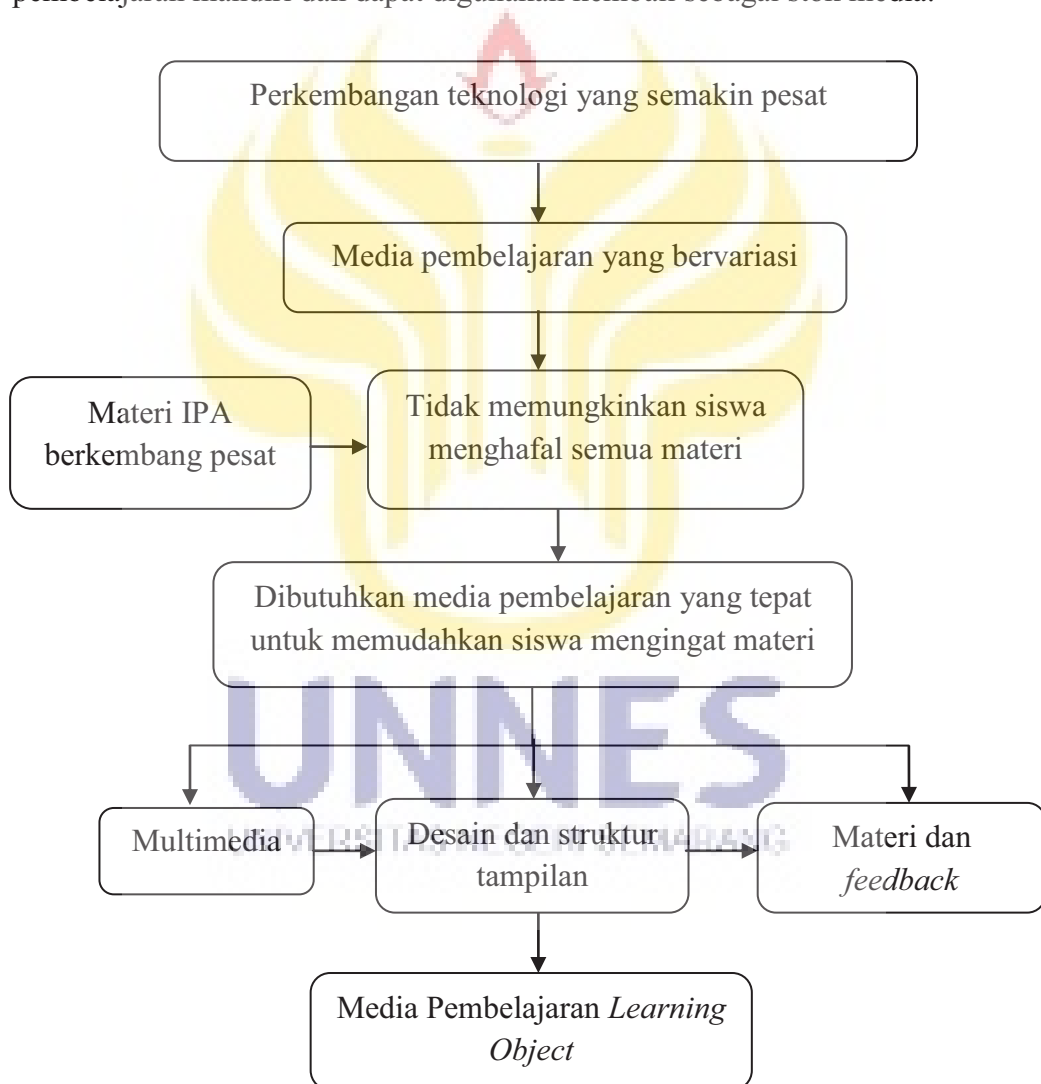 pembelajaran mandiri dan dapat digunakan kembali sebagai stok media.
Perkembangan teknologi yang semakin pesat
Media pembelajaran yang bervariasi
Materi IPA
berkembang pesat
Tidak memungkinkan siswa
menghafal semua materi
Dibutuhkan media pembelajaran yang tepat
untuk memudahkan siswa mengingat materi
UNNES
UNIVERSITAS NEGERI SEMARANG
Multimedia
Desain dan struktur
tampilan
Materi dan
feedback
Media Pembelajaran Learning
Object